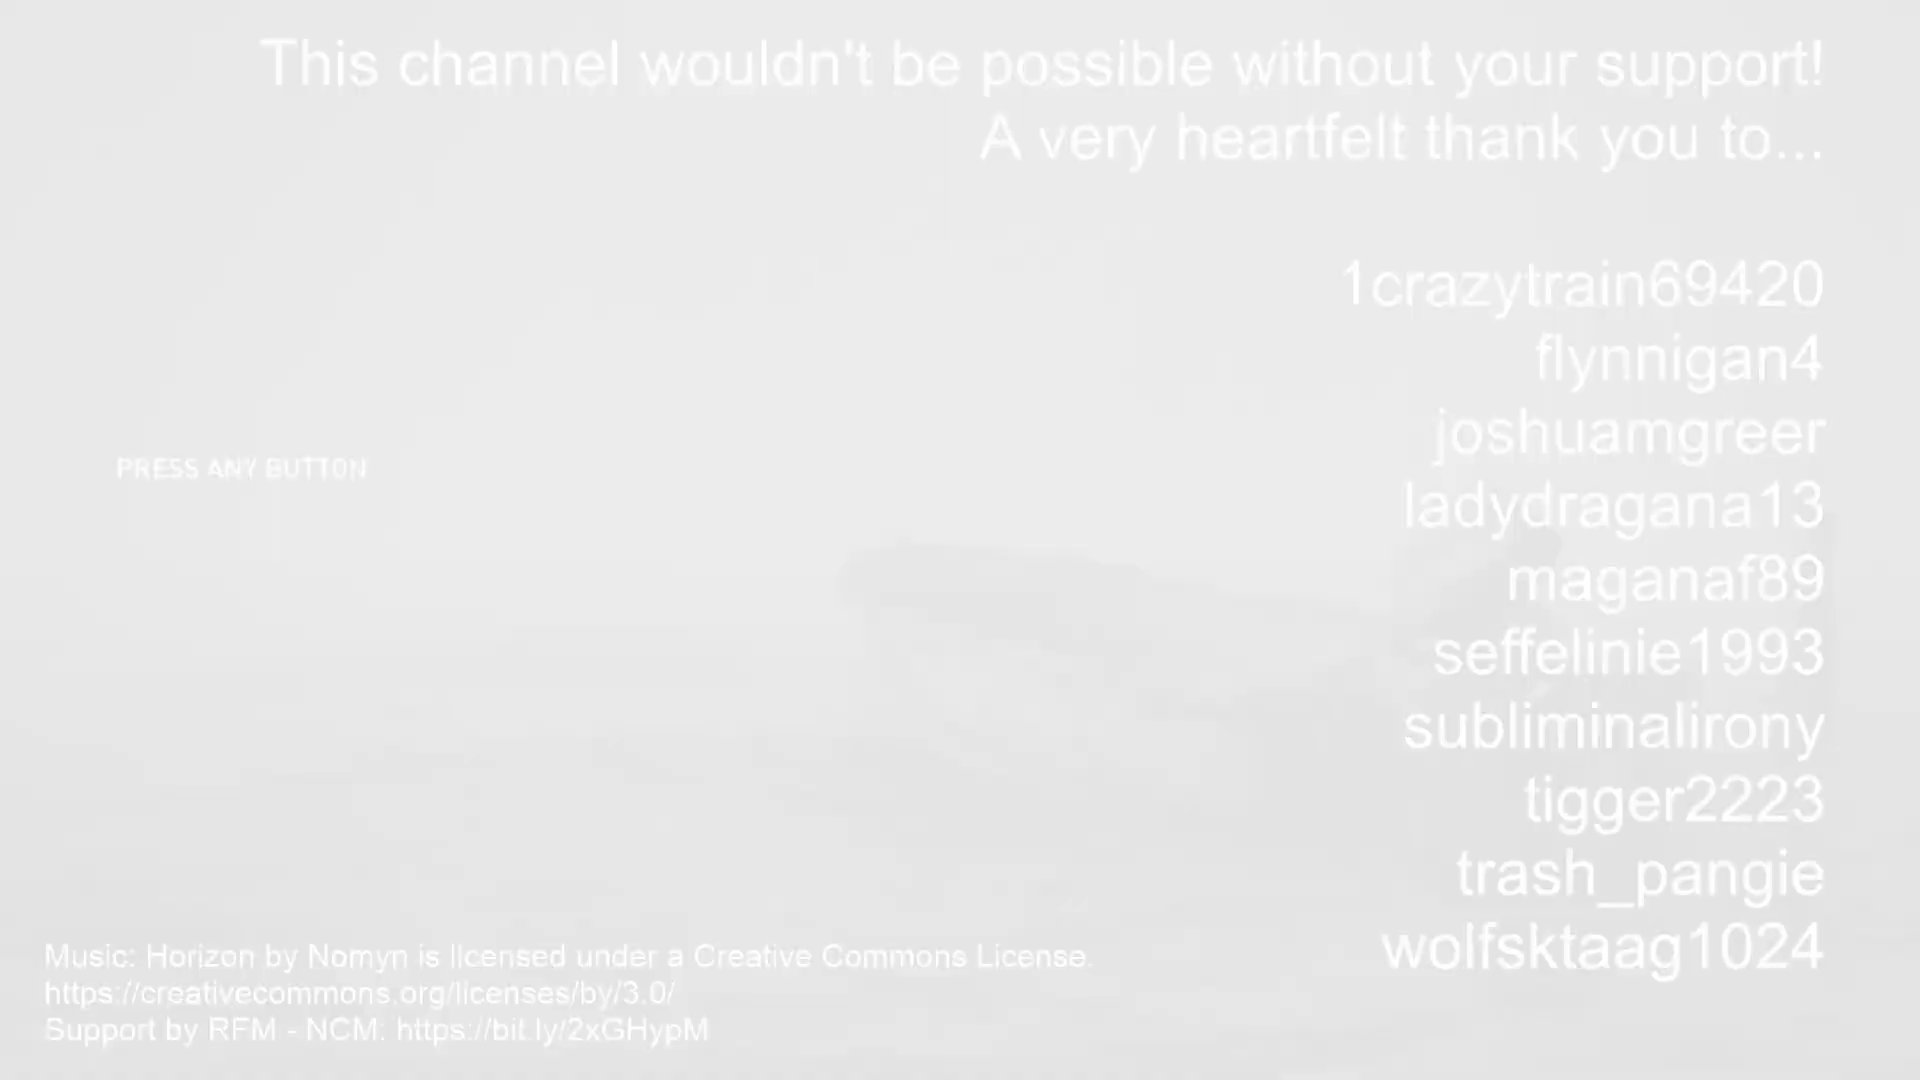 This channel wouldn't be possible without your support!
A very heartfelt thank you to...
1crazytrain69420
flynnigan4
joshuamgreer
ladydragana13
PRESS ANY BUTTON
maganaf89
seffelinie1993
subliminalirony
tigger2223
trash_pangie
wolfsktaag1024
Music: Horizon by Nomyn is licensed under a Creative Commons License.
https://creativecommons.org/licenses/by/3.0/
Support by RFM - NCM: https://bit.ly/2xGHypM